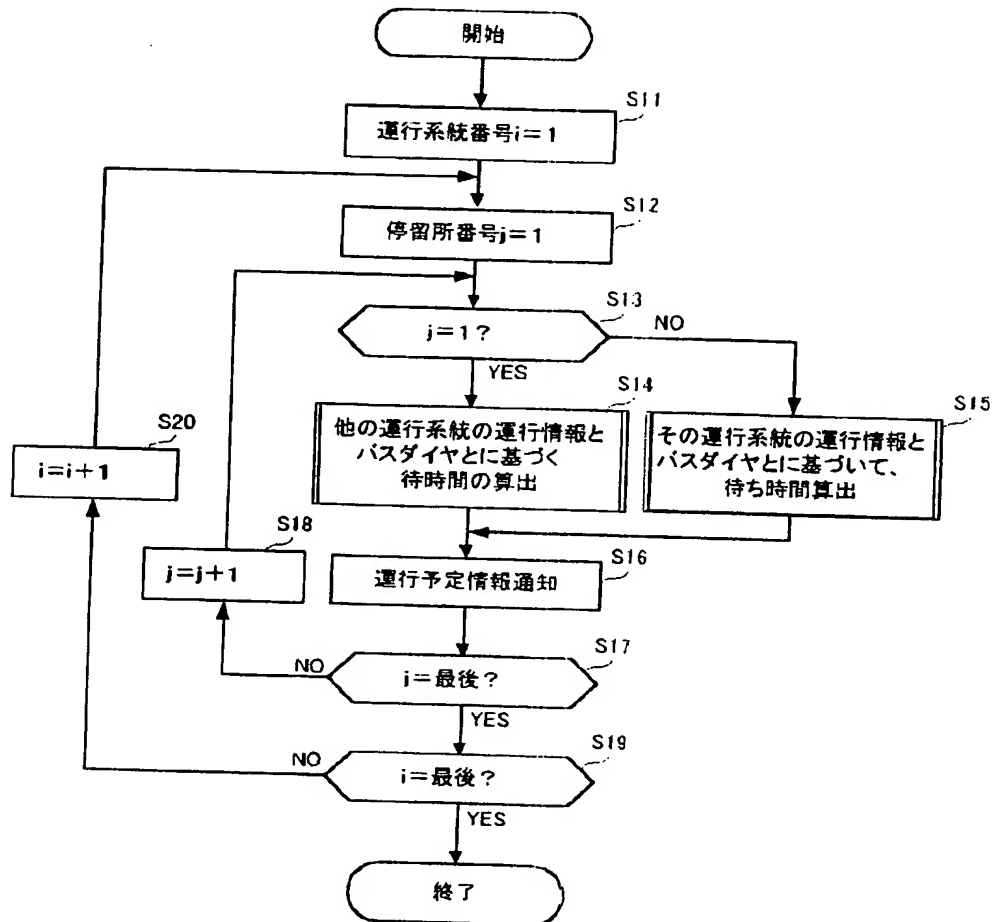 開始
S11
運行系統番号i=1
S12
停留所番号j=1
S13
j=1?
NO
YES
S14
他の運行系統の運行情報と
バスダイヤとに基づく
待時間の算出
S15
その運行系統の運行情報と
バスダイヤとに基づいて、
待ち時間算出
S20
i=i+1
S18
j=j+1
S16
運行予定情報通知
S17
NO
j=最後?
YES
S19
NO
i=最後?
YES
終了